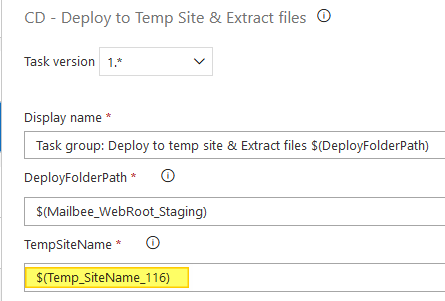 CD - Deploy to Temp Site & Extract files
Task version 1.*
Display name *
Task group: Deploy to temp site & Extract files $(DeployFolderPath)
DeployFolderPath *
$(Mailbee_WebRoot_Staging)
TempSiteName *
$(Temp_SiteName_116)